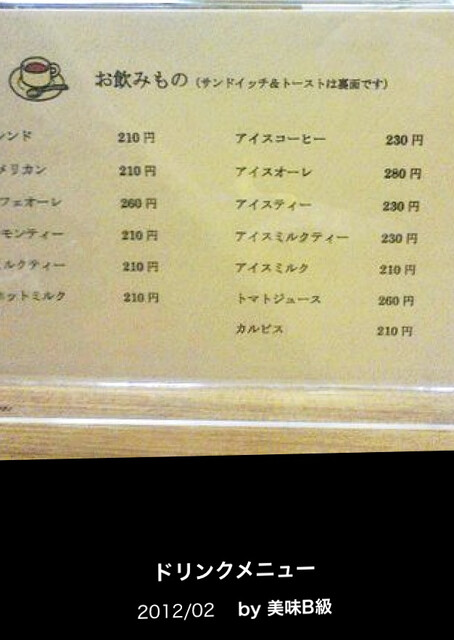 お飲みもの（サンドイッチ&トーストは裏面です）
ンド 210円 アイスコーヒー 230円
メリカン 210円 アイスオーレ 280円
フェオーレ 260円 アイスティー 230円
モンティー 210円 アイスミルクティー 230円
ルクティー 210円 アイスミルク 210円
ホットミルク 210円 トマトジュース 260円
カルピス 210円
ドリンクメニュー
2012/02 by 美味B級